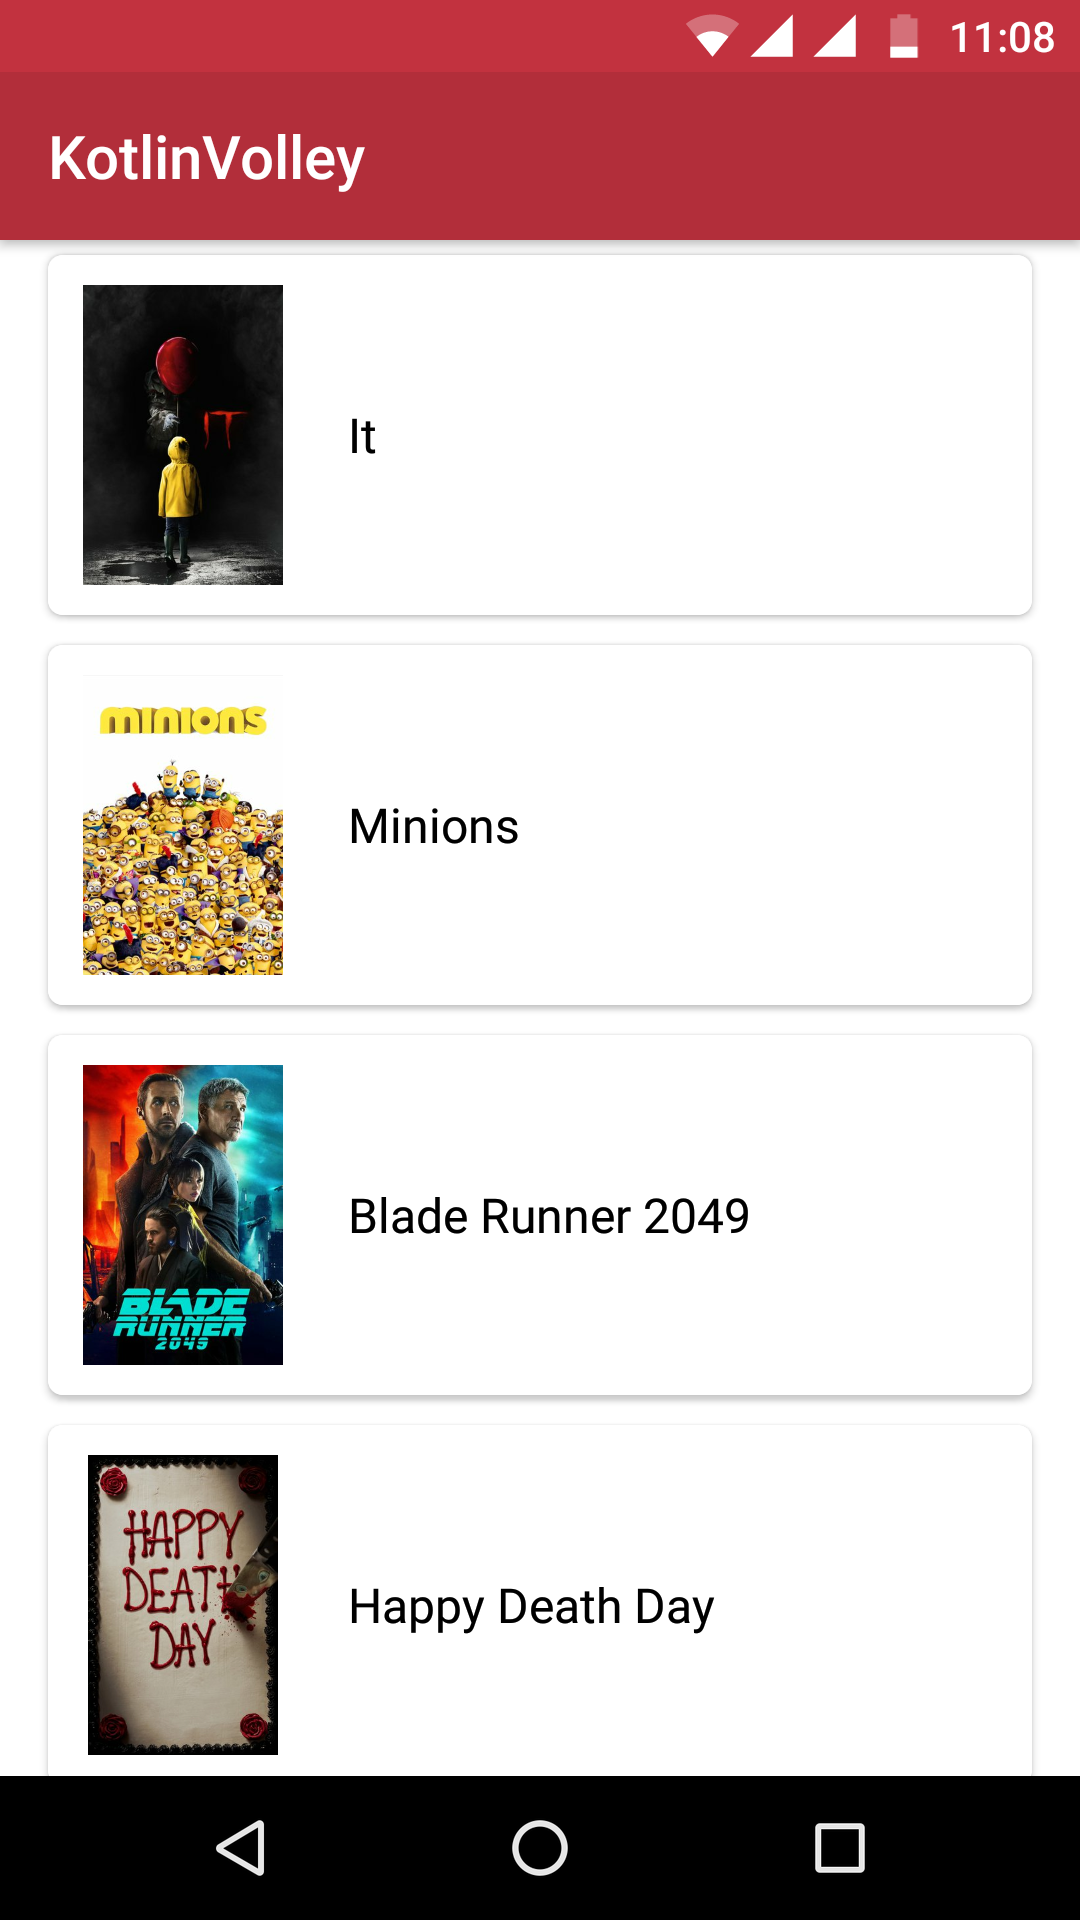 11:08
KotlinVolley
IT
It
MINIONS
Minions
BLADE
RUNNER
2049
Blade Runner 2049
HAPPY
DEATH
DAY
Happy Death Day